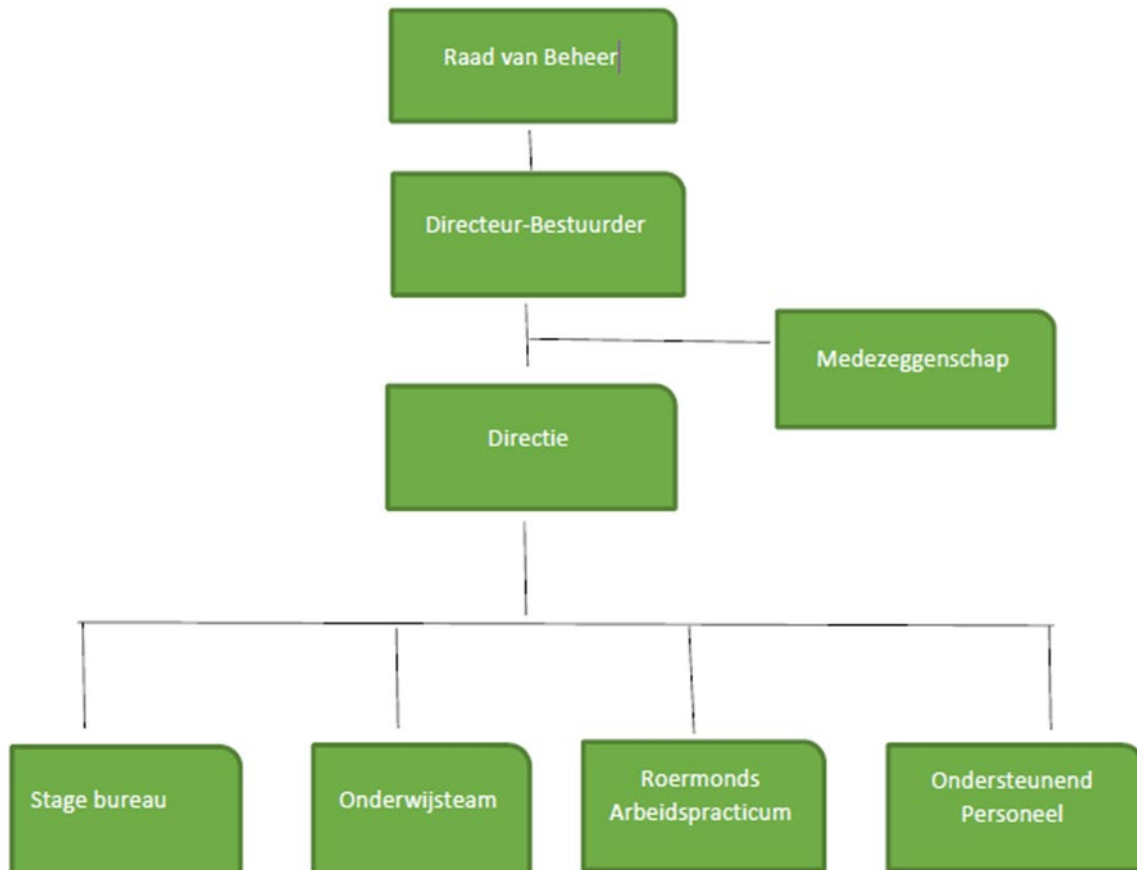 Raad van Beheer
Directeur-Bestuurder
Medezeggenschap
Directie
Stage bureau
Onderwijsteam
Roermonds
Arbeidspracticum
Ondersteunend
Personeel